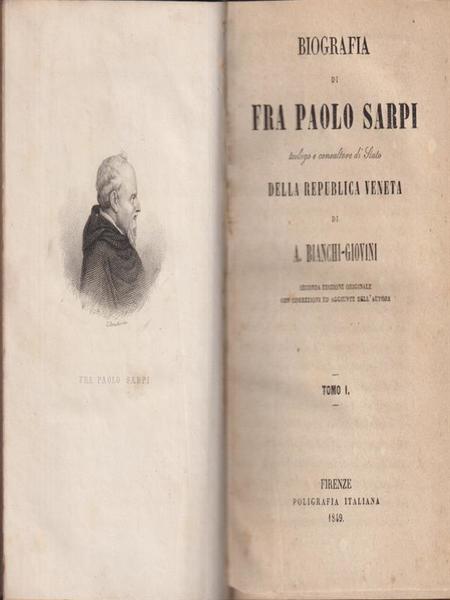 FRA PAOLO SARPI
BIOGRAFIA
DI
FRA PAOLO SARPI
teologo e consultore di Stato
DELLA REPUBLICA VENETA
DI
A. BIANCHI-GIOVINI
SECONDA EDIZIONE ORIGINALE
CON CORREZIONI ED AGGIUNTE DELL'AUTORE
TOMO I.
FIRENZE
POLIGRAFIA ITALIANA
1849.